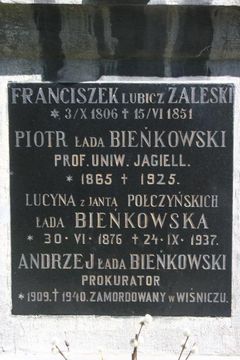 FRANCISZEK LUBICZ ZALESKI
* 3/X 1806 † 15/VI 1851
PIOTR ŁADA BIEŃKOWSKI
PROF. UNIW. JAGIELL.
* 1865 † 1925.
LUCYNA z JANTA POŁCZYŃSKICH
ŁADA BIEŃKOWSKA
* 30·VI·1876 † 24·IX·1937.
ANDRZEJ ŁADA BIEŃKOWSKI
PROKURATOR
* 1909. † 1940. ZAMORDOWANY w WIŚNICZU.